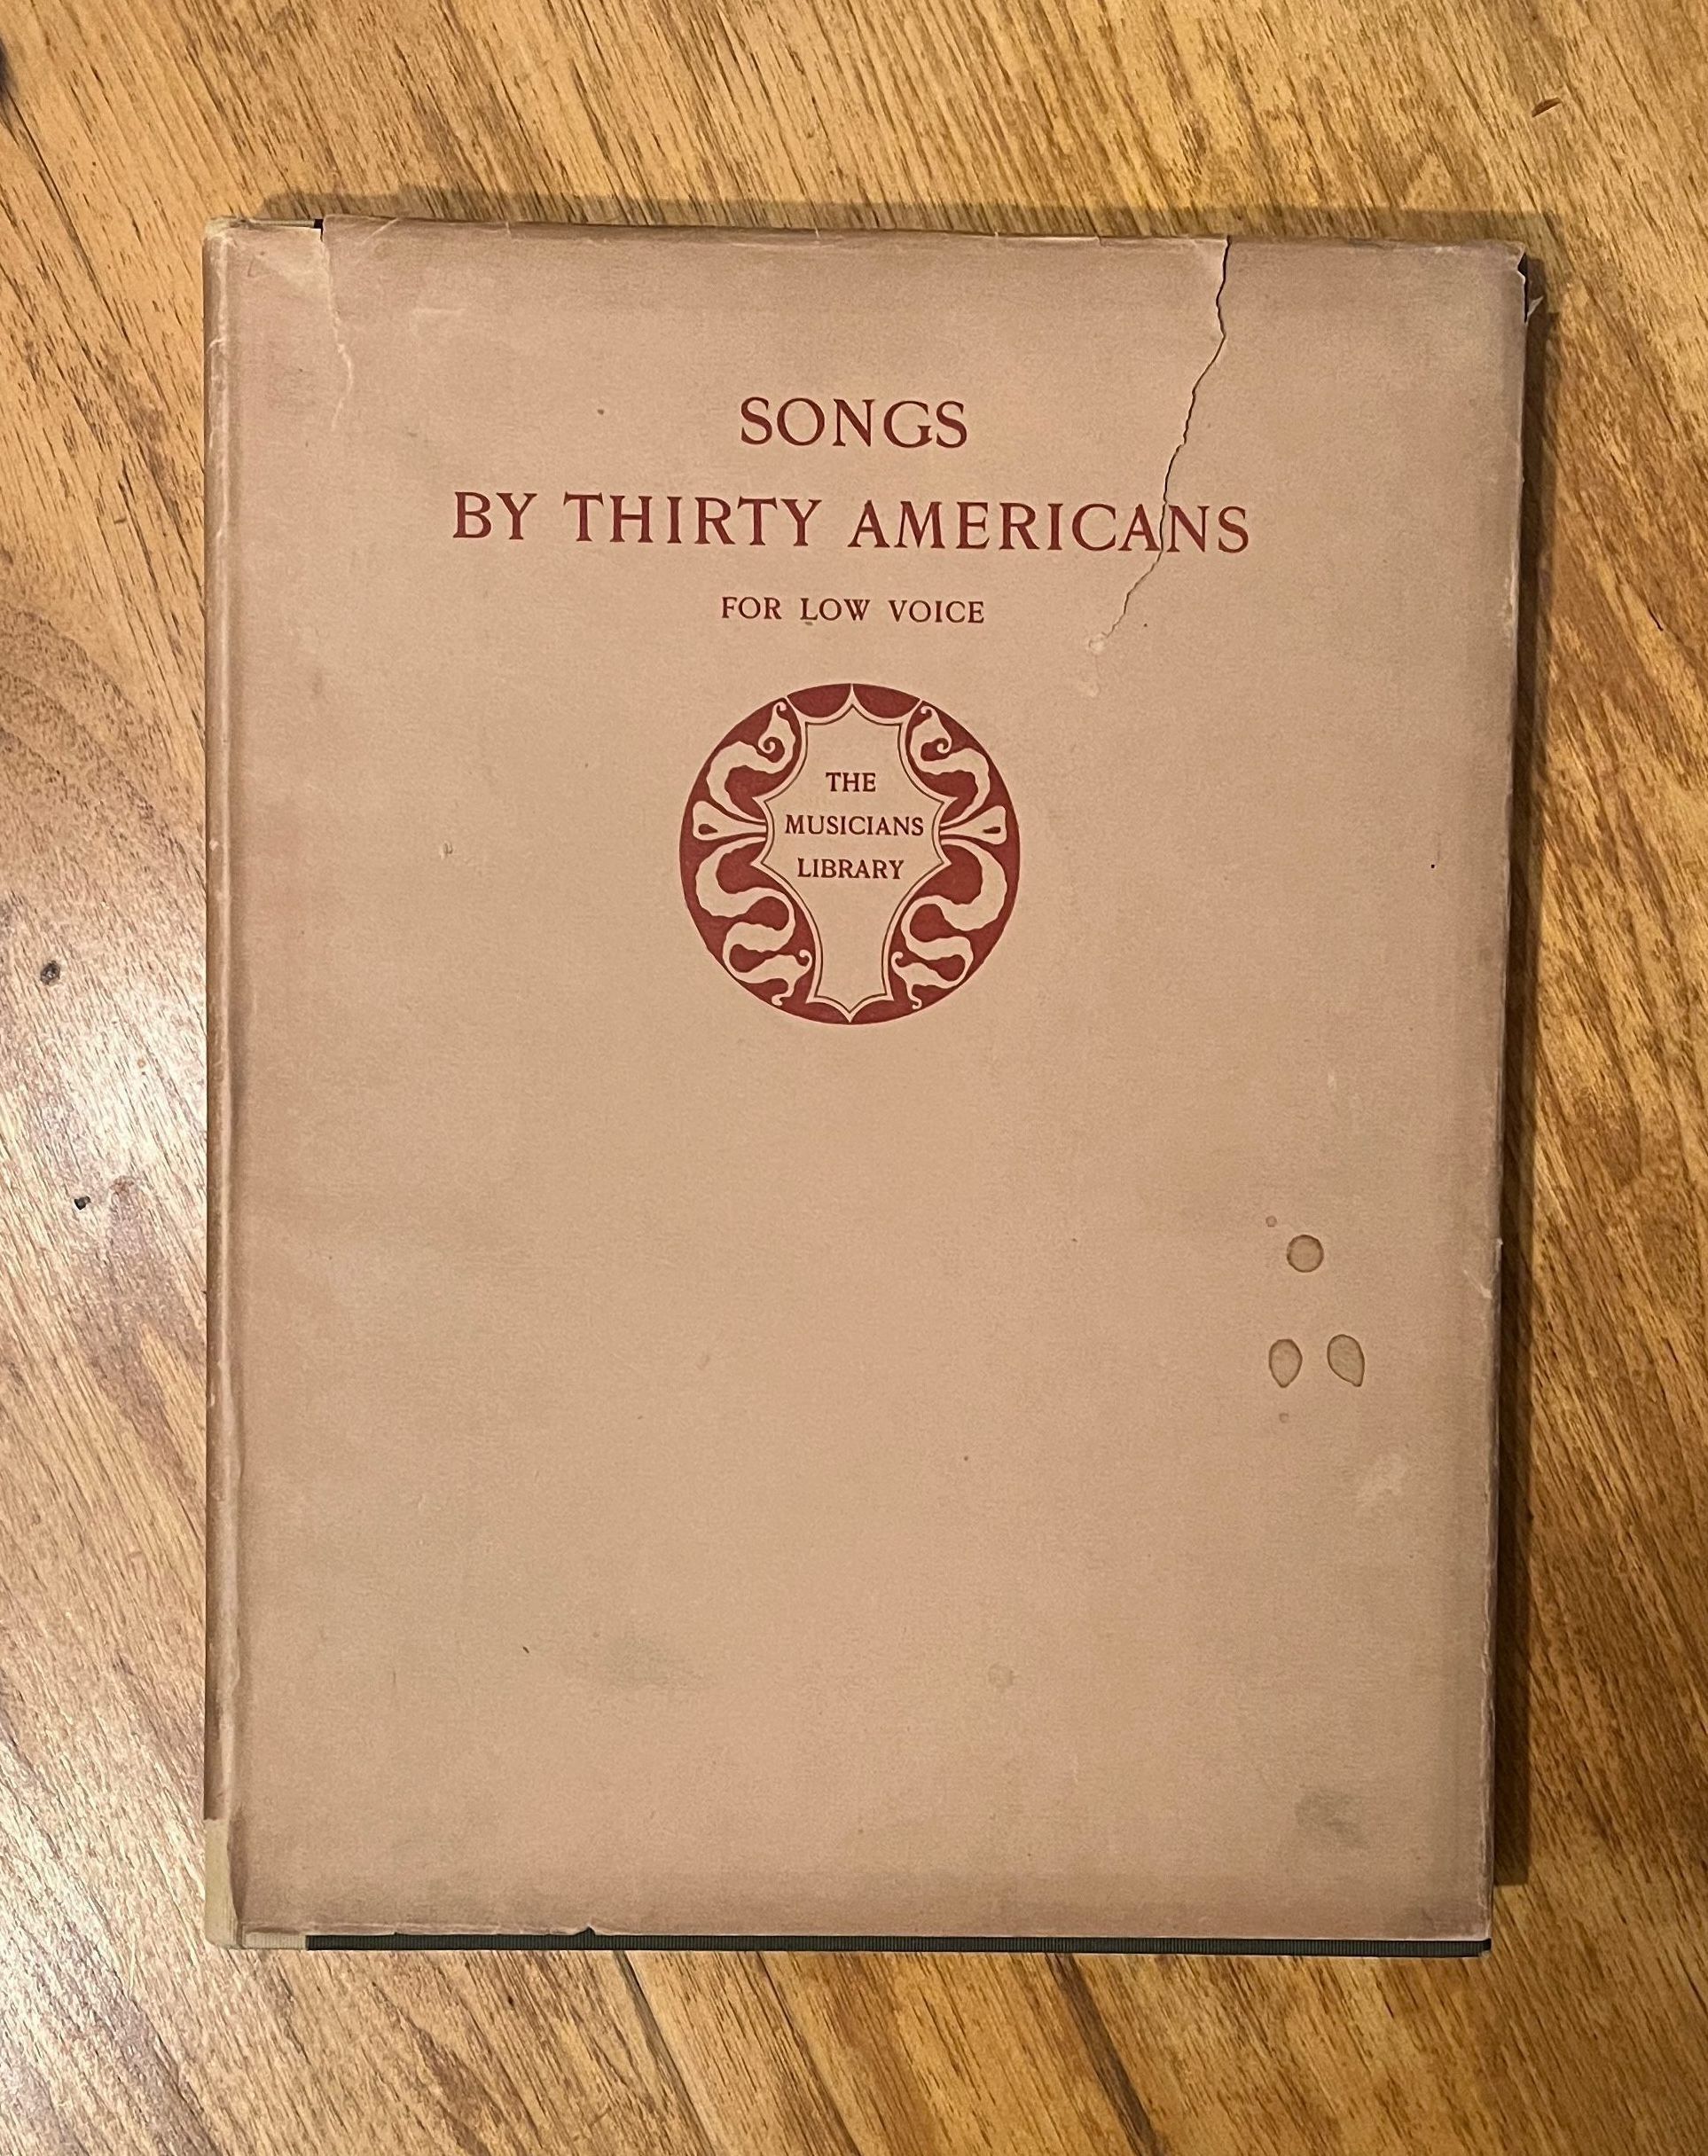 SONGS
BY THIRTY AMERICANS
FOR LOW VOICE
THE
MUSICIANS
LIBRARY